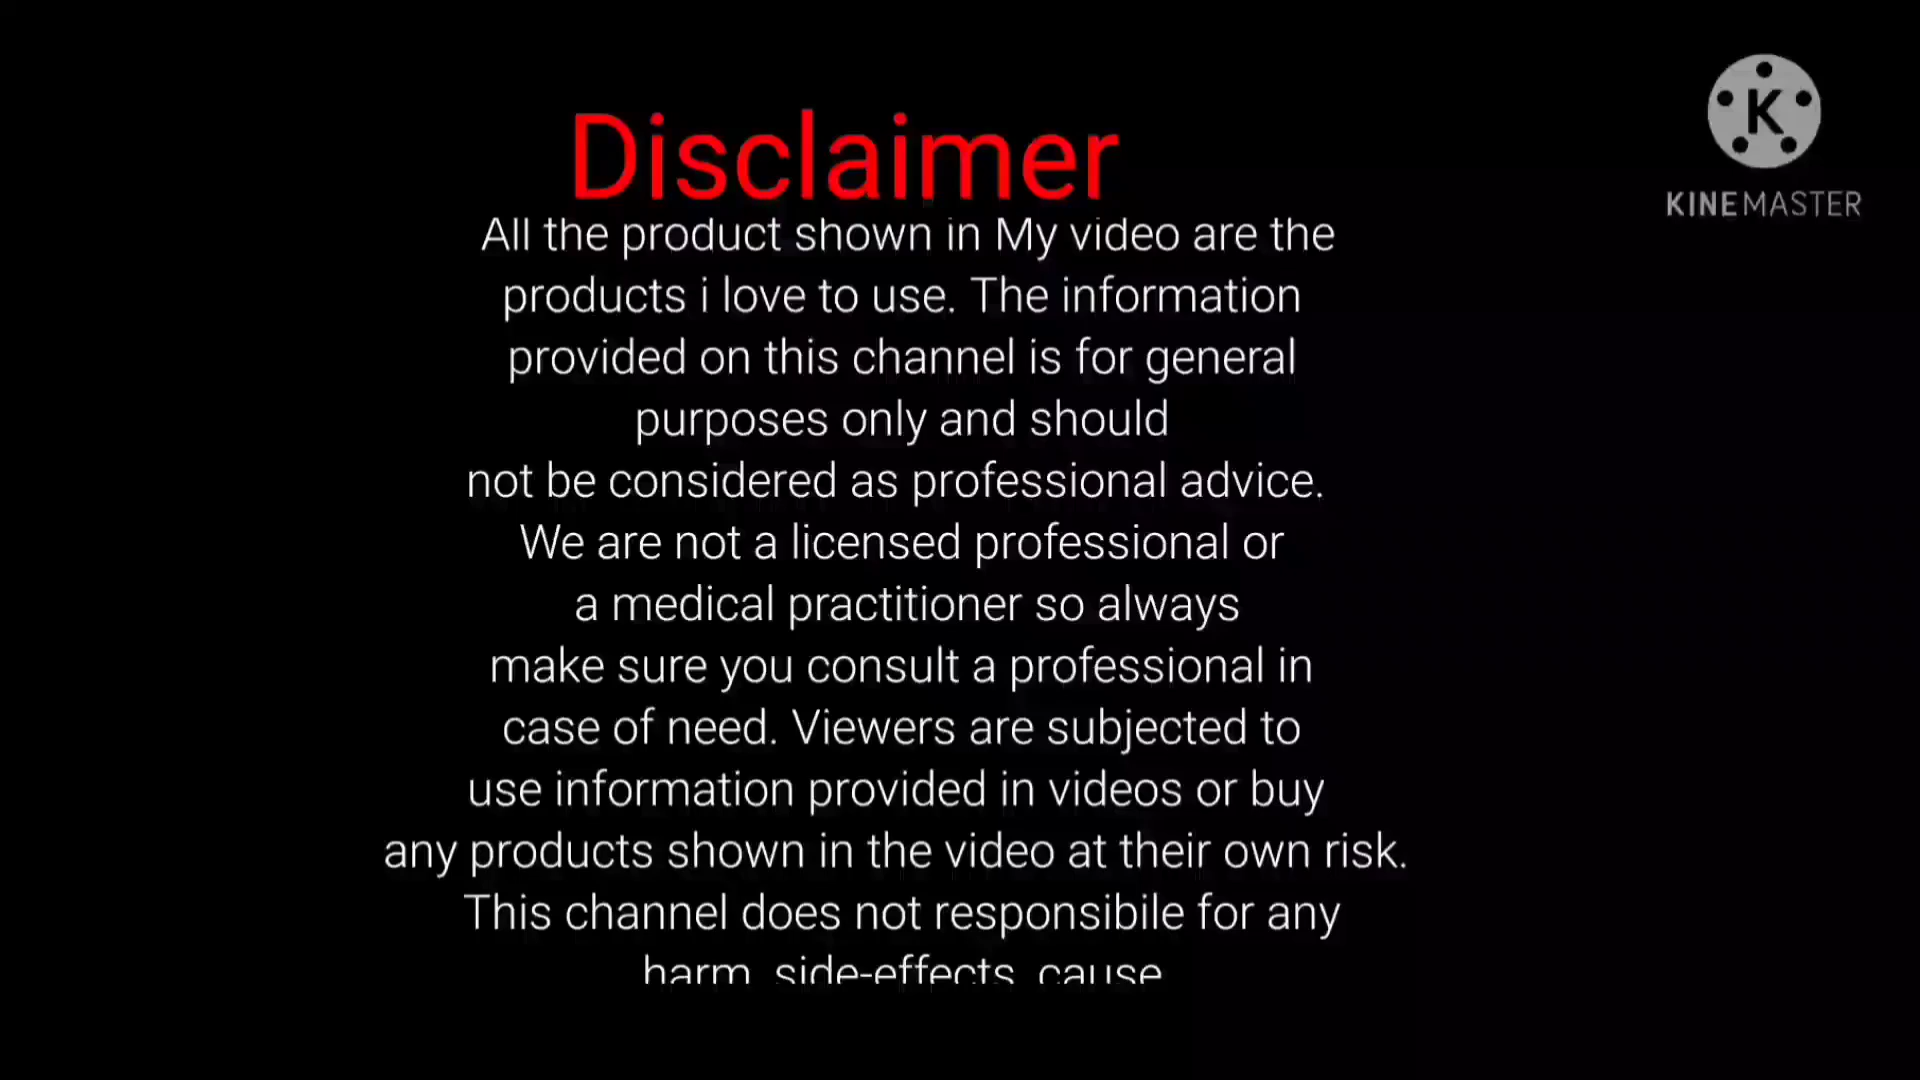 Disclaimer
K
KINEMASTER
All the product shown in My video are the
products i love to use. The information
provided on this channel is for general
purposes only and should
not be considered as professional advice.
We are not a licensed professional or
a medical practitioner so always
make sure you consult a professional in
case of need. Viewers are subjected to
use information provided in videos or buy
any products shown in the video at their own risk.
This channel does not responsibile for any
harm, side-effects, cause